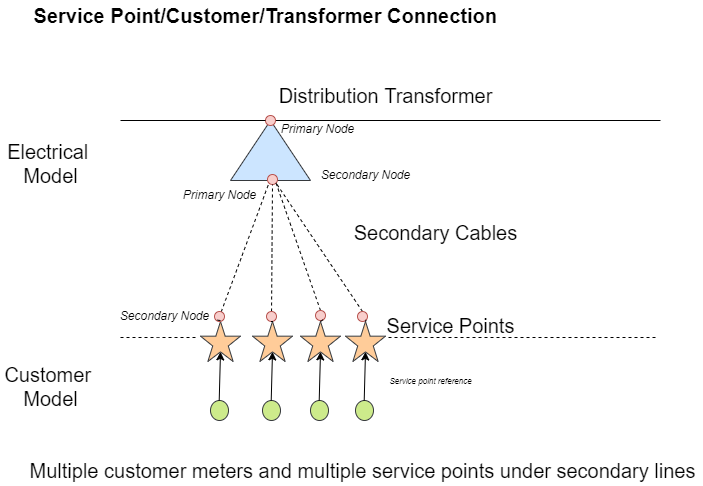 Service Point/Customer/Transformer Connection
Distribution Transformer
Primary Node
Electrical
Model
Secondary Node
Primary Node
Secondary Cables
Secondary Node
Service Points
Customer
Model
Service point reference
Multiple customer meters and multiple service points under secondary lines